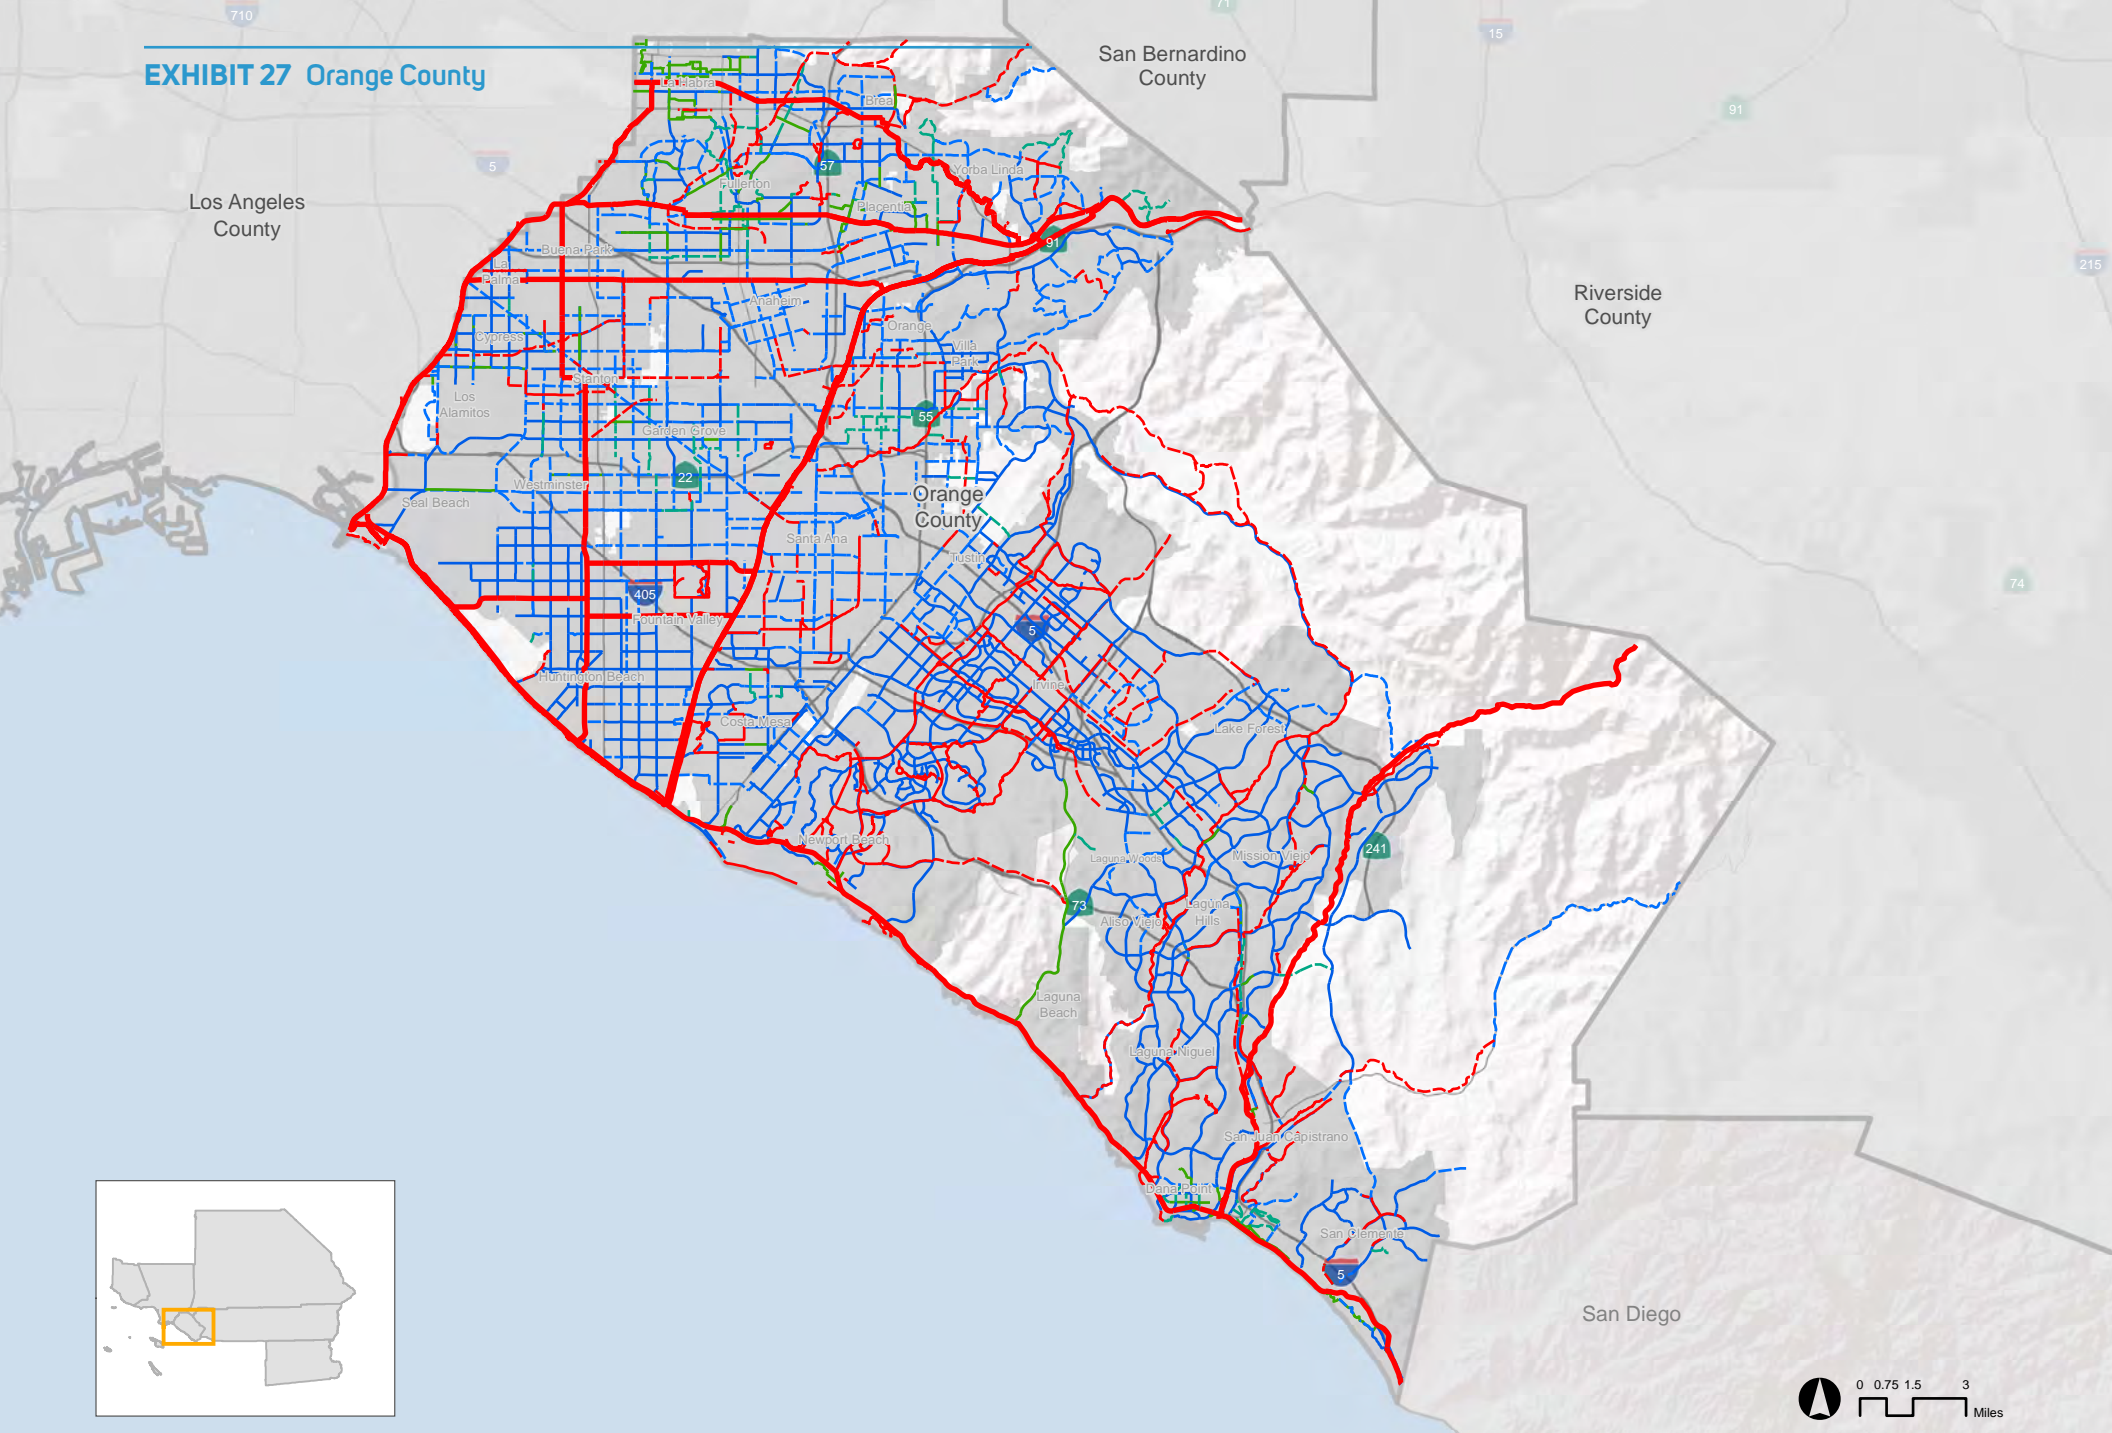 710
71
15
EXHIBIT 27 Orange County
San Bernardino
County
La Habra
Brea
91
5
57
Yorba Linda
Fullerton
Los Angeles
County
Placentia
91
Buena Park
La
Palma
215
Riverside
County
Anaheim
Orange
Cypress
Villa
Park
Stanton
Los
Alamitos
55
Garden Grove
22
Westminster
Orange
County
Seal Beach
Santa Ana
Tustin
74
405
Fountain Valley
5
Huntington Beach
Irvine
Costa Mesa
Lake Forest
Newport Beach
241
Laguna Woods
Mission Viejo
73
Laguna
Hills
Aliso Viejo
Laguna
Beach
Laguna Niguel
San Juan Capistrano
Dana Point
San Clemente
5
San Diego
0 0.75 1.5 3
Miles